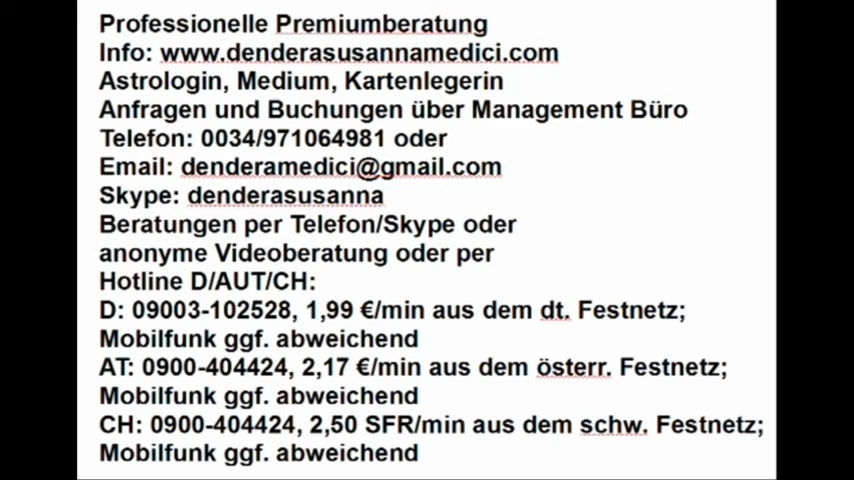 Professionelle Premiumberatung
Info: www.denderasusannamedici.com
Astrologin, Medium, Kartenlegerin
Anfragen und Buchungen über Management Büro
Telefon: 0034/971064981 oder
Email: denderamedici@gmail.com
Skype: denderasusanna
Beratungen per Telefon/Skype oder
anonyme Videoberatung oder per
Hotline D/AUT/CH:
D: 09003-102528, 1,99 €/min aus dem dt. Festnetz;
Mobilfunk ggf. abweichend
AT: 0900-404424, 2,17 €/min aus dem österr. Festnetz;
Mobilfunk ggf. abweichend
CH: 0900-404424, 2,50 SFR/min aus dem schw. Festnetz;
Mobilfunk ggf. abweichend